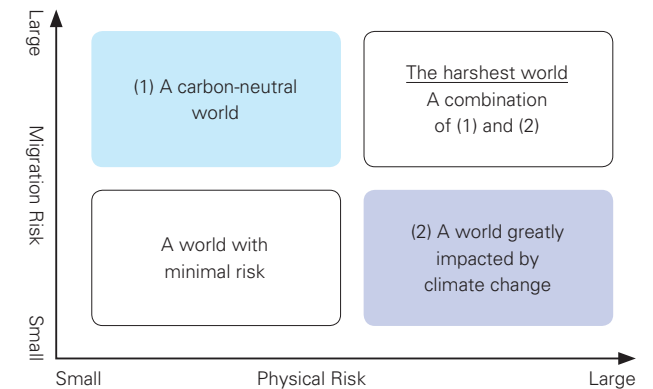 Large
Migration Risk
Small
(1) A carbon-neutral
world
The harshest world
A combination
of (1) and (2)
A world with
minimal risk
(2) A world greatly
impacted by
climate change
Small
Physical Risk
Large